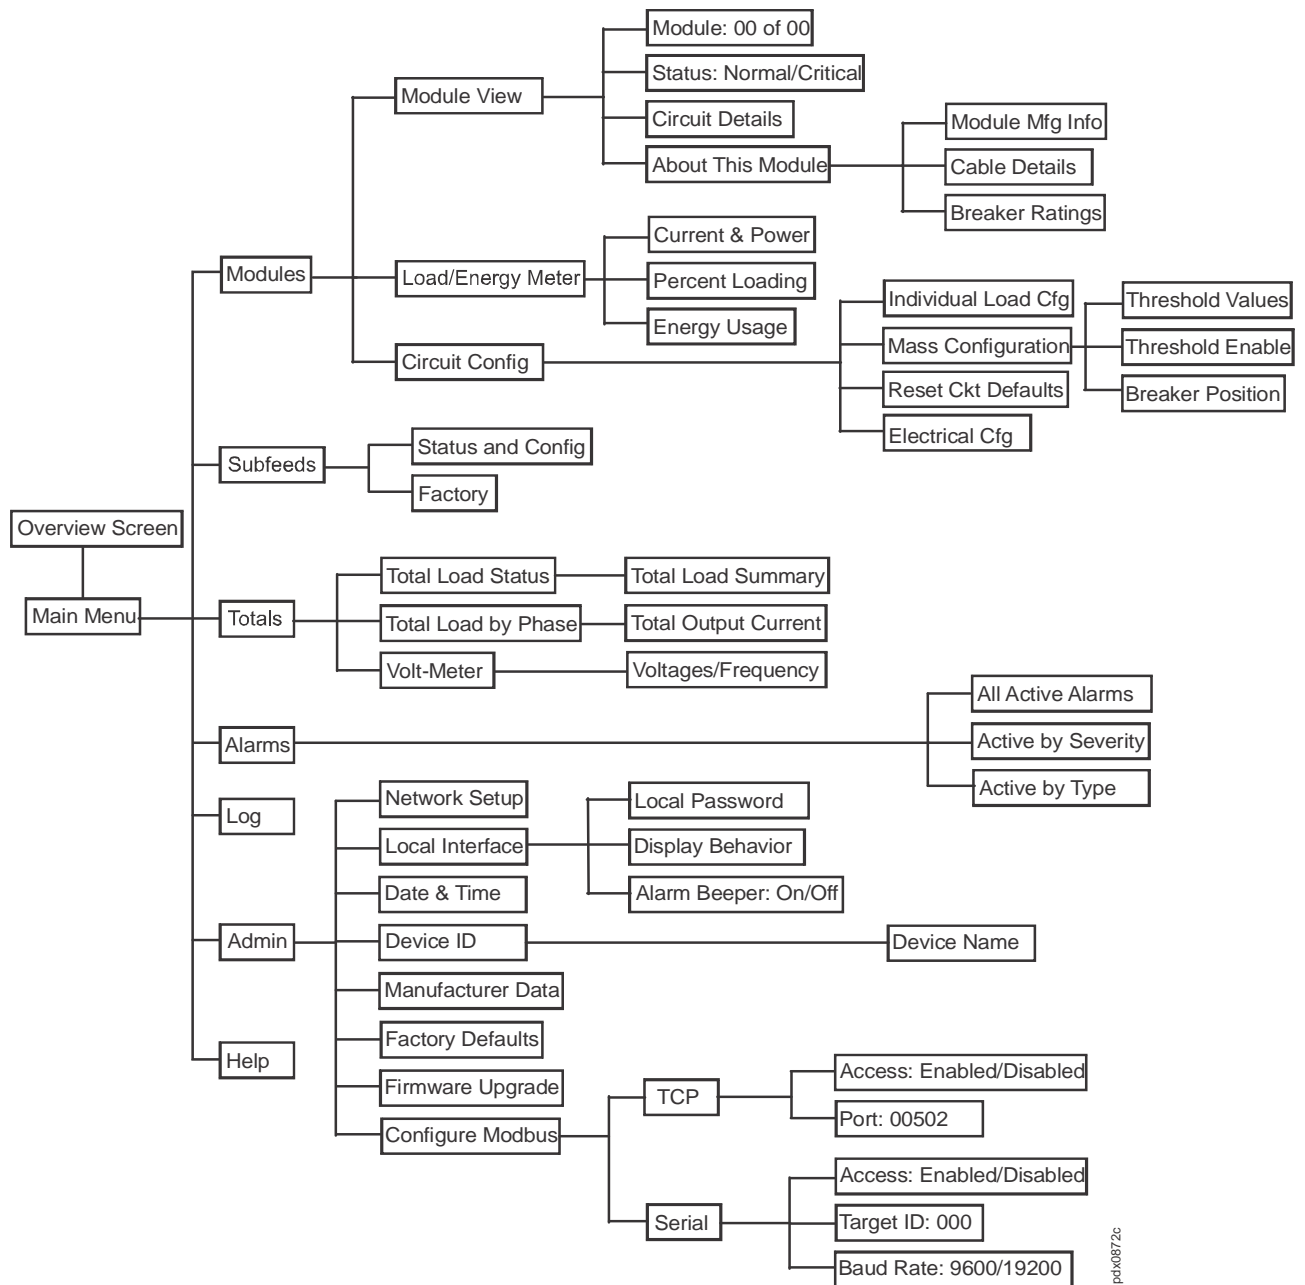 Overview Screen
Main Menu
Modules
Module View
Module: 00 of 00
Status: Normal/Critical
Circuit Details
About This Module
Module Mfg Info
Cable Details
Breaker Ratings
Load/Energy Meter
Current & Power
Percent Loading
Energy Usage
Circuit Config
Individual Load Cfg
Mass Configuration
Threshold Values
Threshold Enable
Breaker Position
Reset Ckt Defaults
Electrical Cfg
Subfeeds
Status and Config
Factory
Totals
Total Load Status
Total Load Summary
Total Load by Phase
Total Output Current
Volt-Meter
Voltages/Frequency
Alarms
All Active Alarms
Active by Severity
Active by Type
Log
Admin
Network Setup
Local Interface
Local Password
Display Behavior
Alarm Beeper: On/Off
Date & Time
Device ID
Device Name
Manufacturer Data
Factory Defaults
Firmware Upgrade
Configure Modbus
TCP
Access: Enabled/Disabled
Port: 00502
Serial
Access: Enabled/Disabled
Target ID: 000
Baud Rate: 9600/19200
Help
pdx0872c